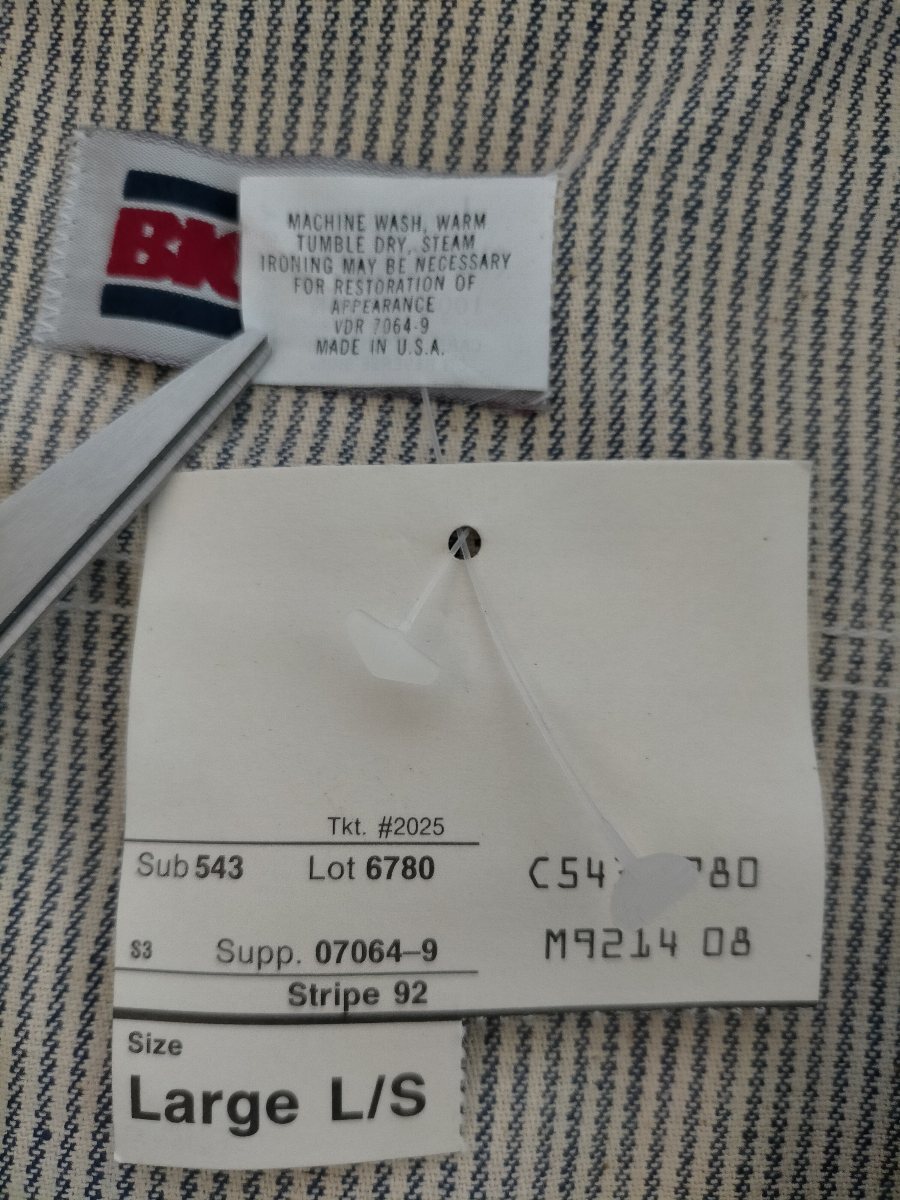 MACHINE WASH, WARM
TUMBLE DRY, STEAM
IRONING MAY BE NECESSARY
FOR RESTORATION OF
APPEARANCE
VDR 7064-9
MADE IN U.S.A.
Tkt. #2025
Sub 543 Lot 6780
S3 Supp. 07064–9
M9214 08
Stripe 92
Size
Large L/S